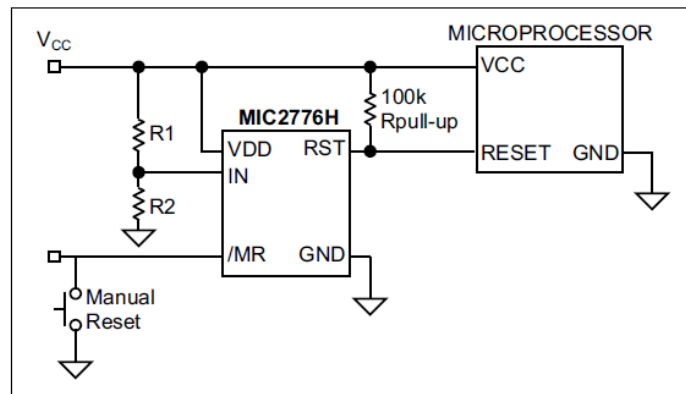 MICROPROCESSOR
VCC
VCC
100k
Rpull-up
MIC2776H
R1
VDD
RST
RESET
GND
IN
R2
/MR
GND
Manual
Reset